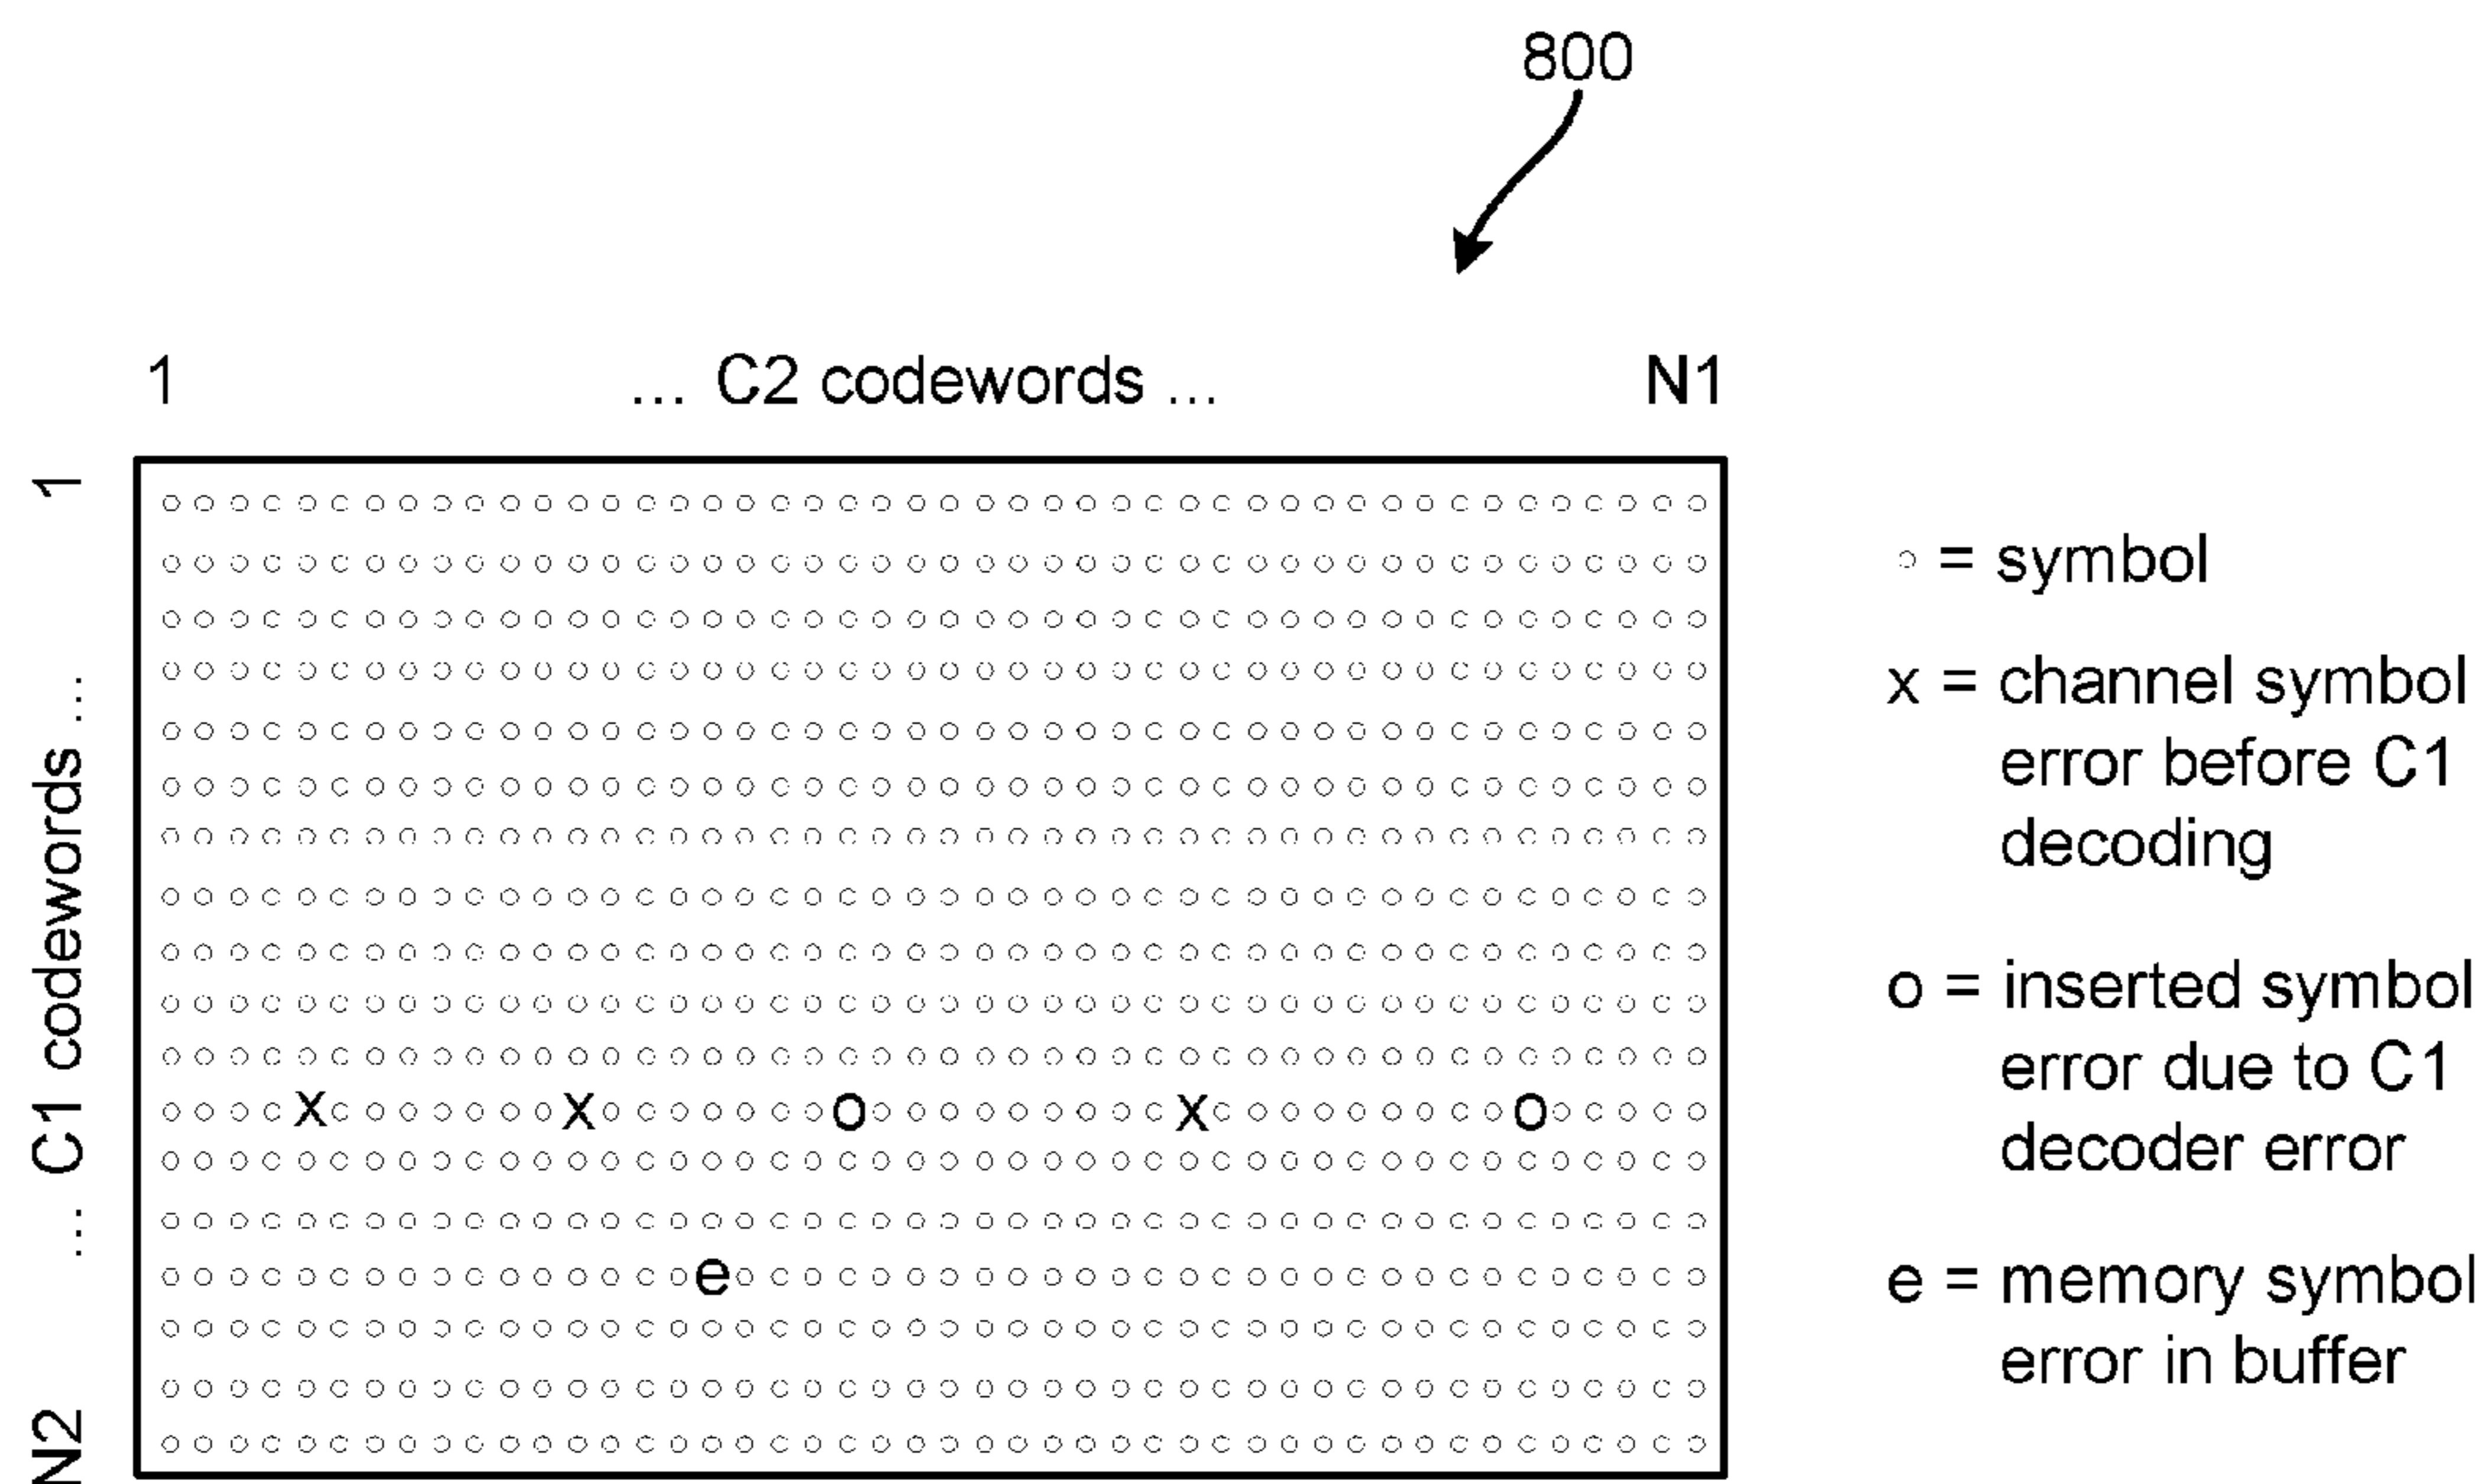 800
1 ... C2 codewords ... N1
1 ... C1 codewords ... N2
○ = symbol
x = channel symbol
error before C1
decoding
o = inserted symbol
error due to C1
decoder error
e = memory symbol
error in buffer
x x o x o
e